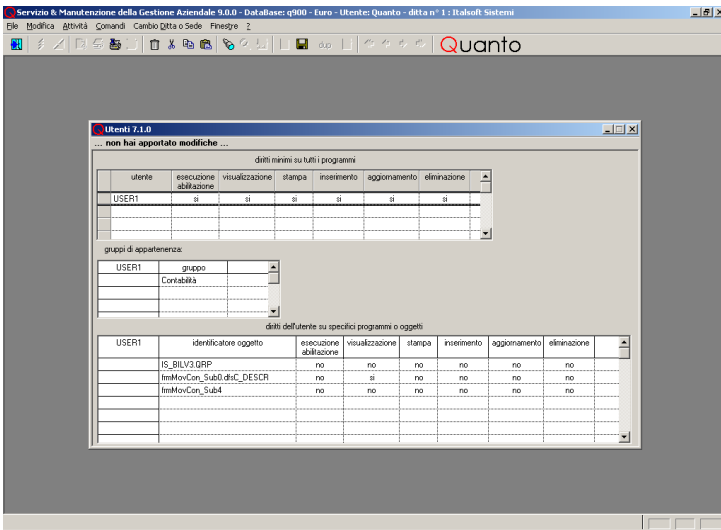 Servizio & Manutenzione della Gestione Aziendale 9.0.0 - DataBase: q900 - Euro - Utente: Quanto - ditta n° 1 : Italsoft Sistemi
File Modifica Attività Comandi Cambio Ditta o Sede Finestre ?
dup Quanto
Utenti 7.1.0
... non hai apportato modifiche ...
diritti minimi su tutti i programmi
utente esecuzione abilitazione visualizzazione stampa inserimento aggiornamento eliminazione
USER1 si si si si si si
gruppi di appartenenza:
USER1 gruppo
Contabilità
diritti dell'utente su specifici programmi o oggetti
USER1 identificatore oggetto esecuzione abilitazione visualizzazione stampa inserimento aggiornamento eliminazione
IS_BILV3.QRP no no no no no no
frmMovCon_Sub0.dfsC_DESCR no si no no no no
frmMovCon_Sub4 no no no no no no